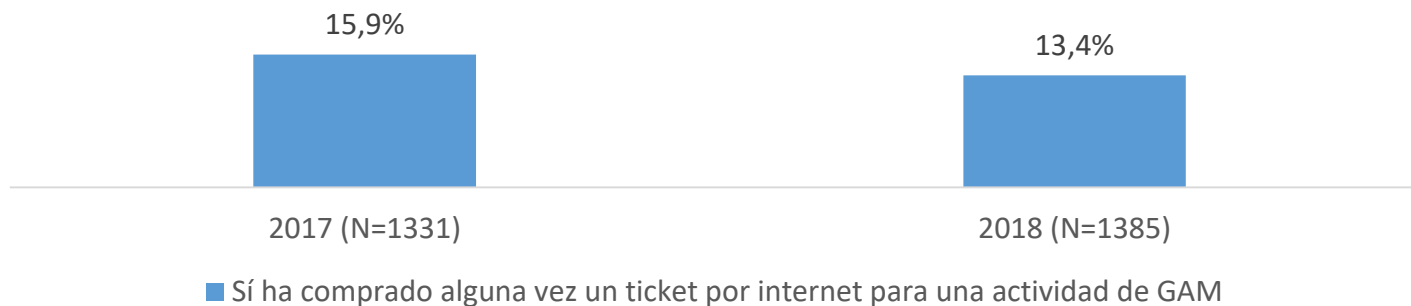 15,9%
13,4%
2017 (N=1331)
2018 (N=1385)
Sí ha comprado alguna vez un ticket por internet para una actividad de GAM